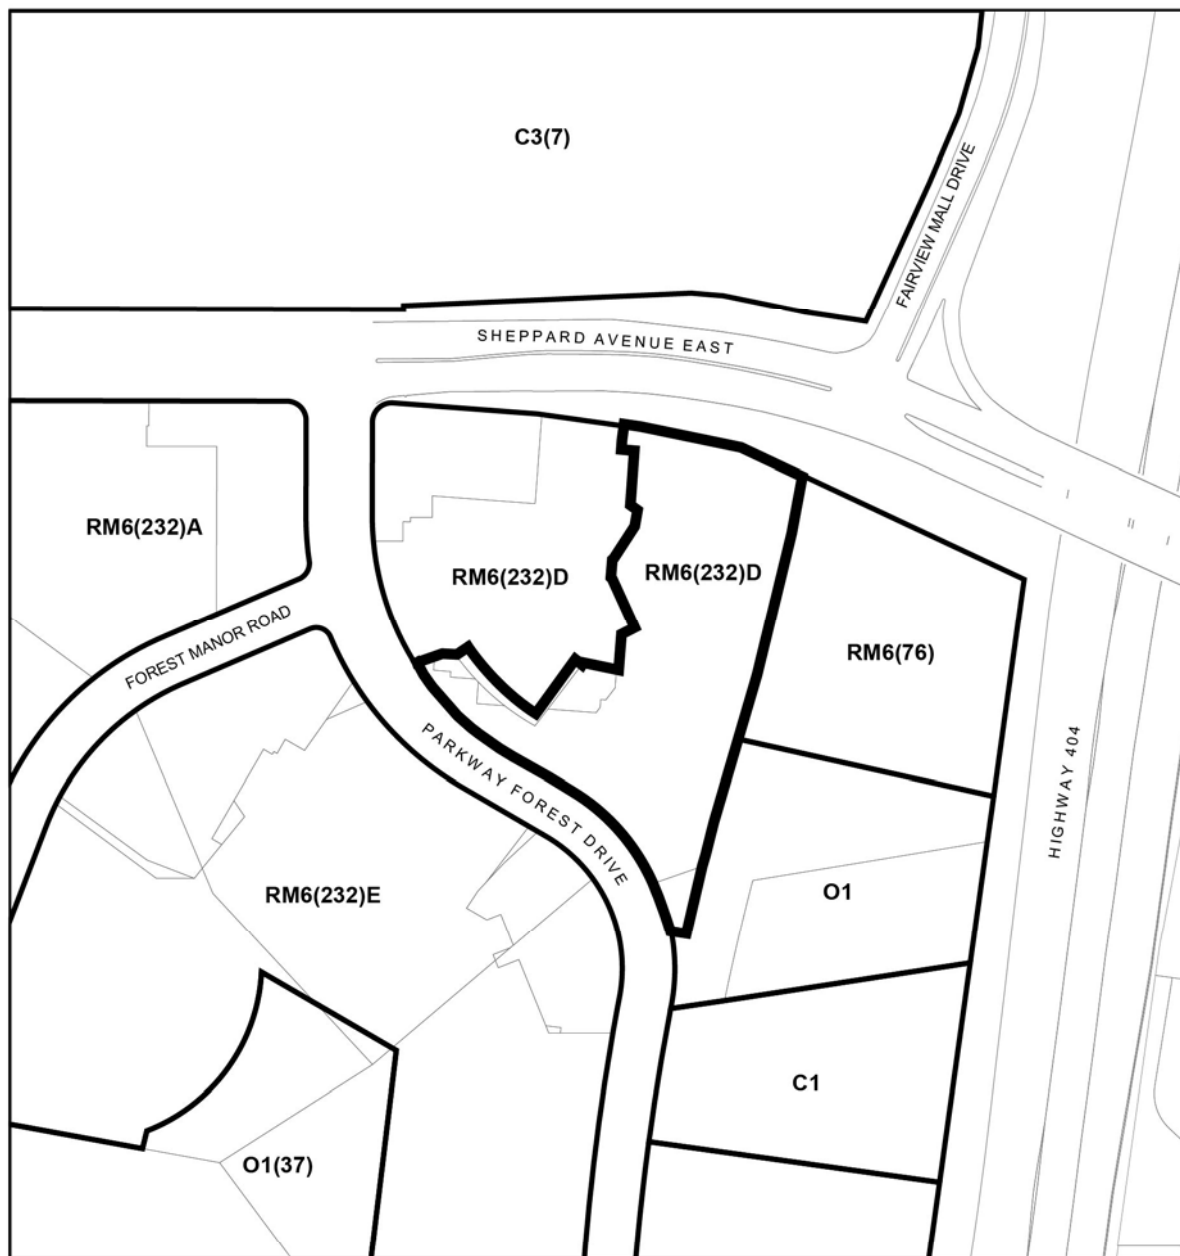 C3(7)
FAIRVIEW MALL DRIVE
SHEPPARD AVENUE EAST
RM6(232)A
RM6(232)D
RM6(232)D
RM6(76)
FOREST MANOR ROAD
PARKWAY FOREST DRIVE
HIGHWAY 404
RM6(232)E
O1
C1
O1(37)